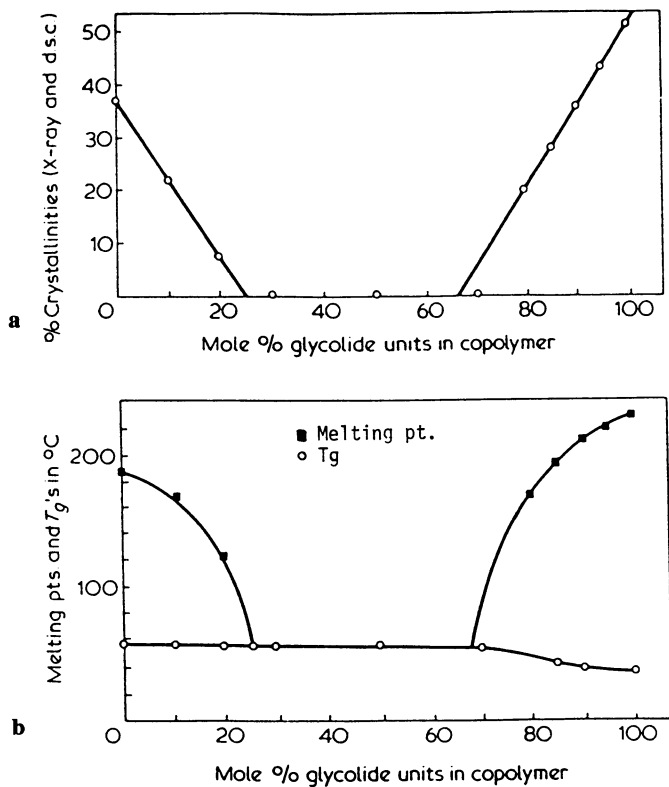 % Crystallinities (X-ray and d s.c)
50
40
30
20
10
0
20
40
60
80
100
Mole % glycolide units in copolymer
a
Melting pt.
Tg
Melting pts and Tg's in °C
200
100
0
20
40
60
80
100
Mole % glycolide units in copolymer
b